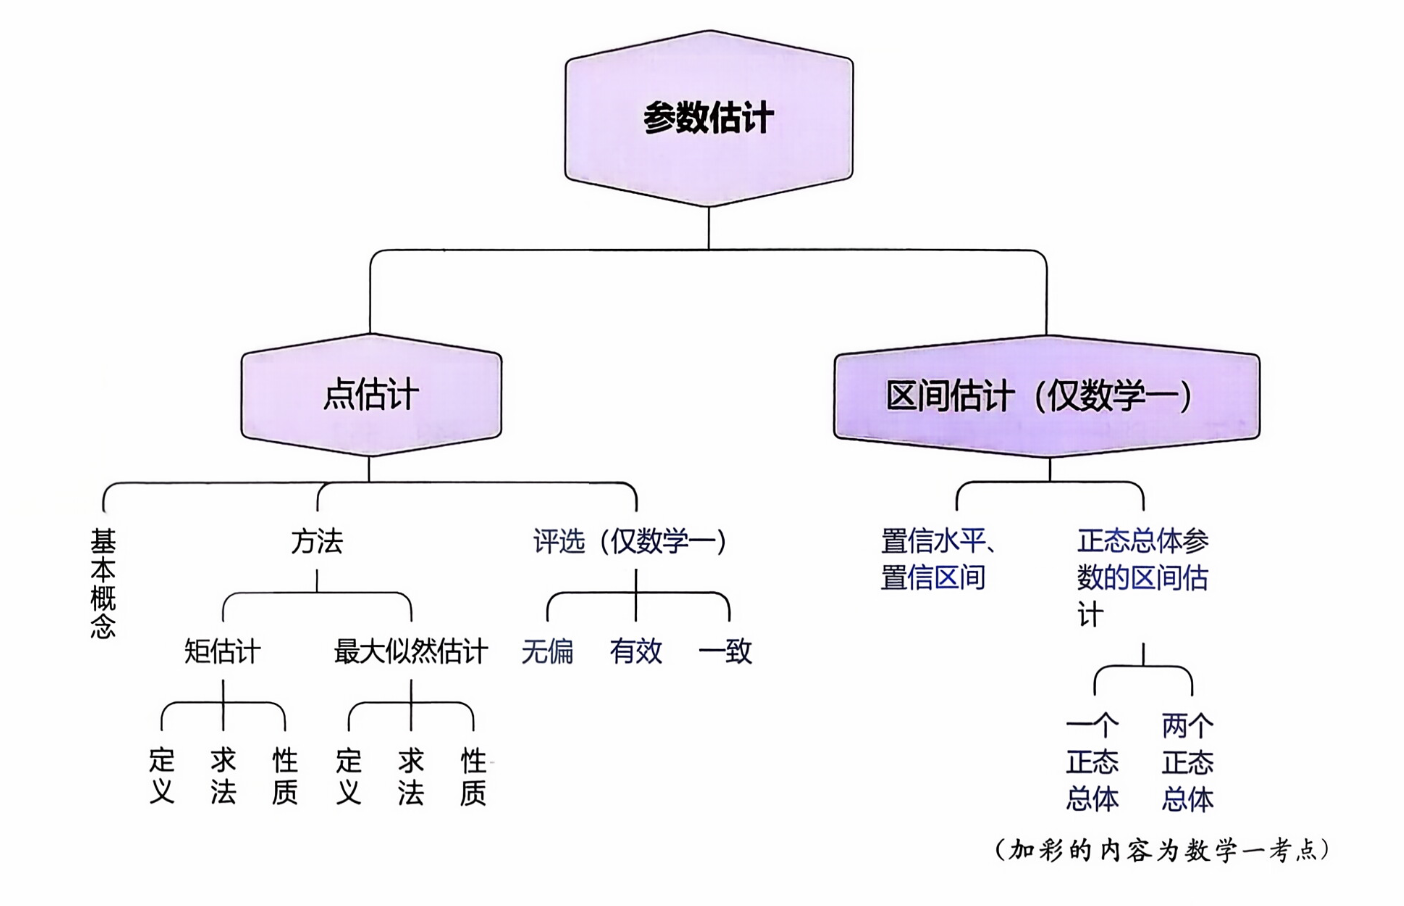 参数估计
点估计
区间估计（仅数学一）
基本概念
方法
评选（仅数学一）
置信水平、
置信区间
正态总体参
数的区间估
计
矩估计
最大似然估计
无偏
有效
一致
定义
求法
性质
定义
求法
性质
一个
正态
总体
两个
正态
总体
（加彩的内容为数学一考点）